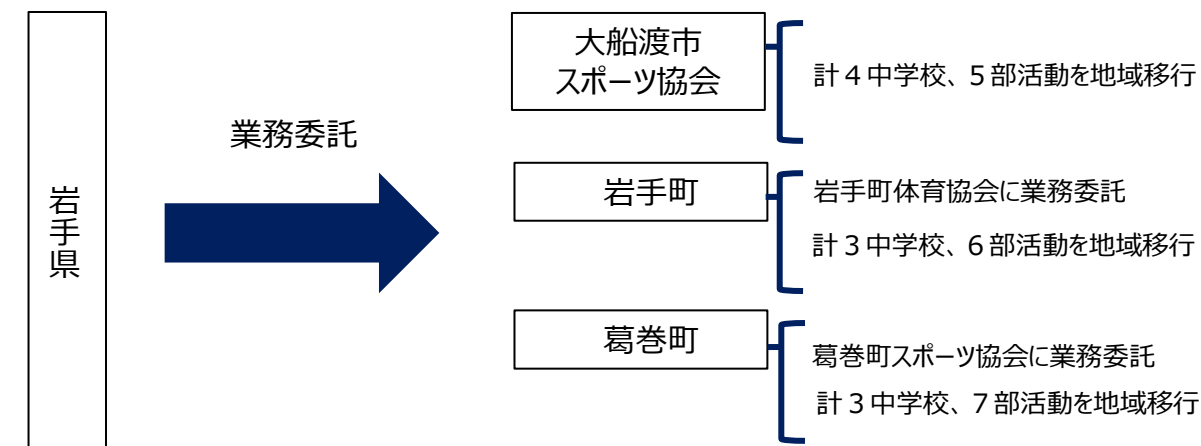 岩手県
業務委託
大船渡市
スポーツ協会
計４中学校、５部活動を地域移行
岩手町
岩手町体育協会に業務委託
計３中学校、６部活動を地域移行
葛巻町
葛巻町スポーツ協会に業務委託
計３中学校、７部活動を地域移行